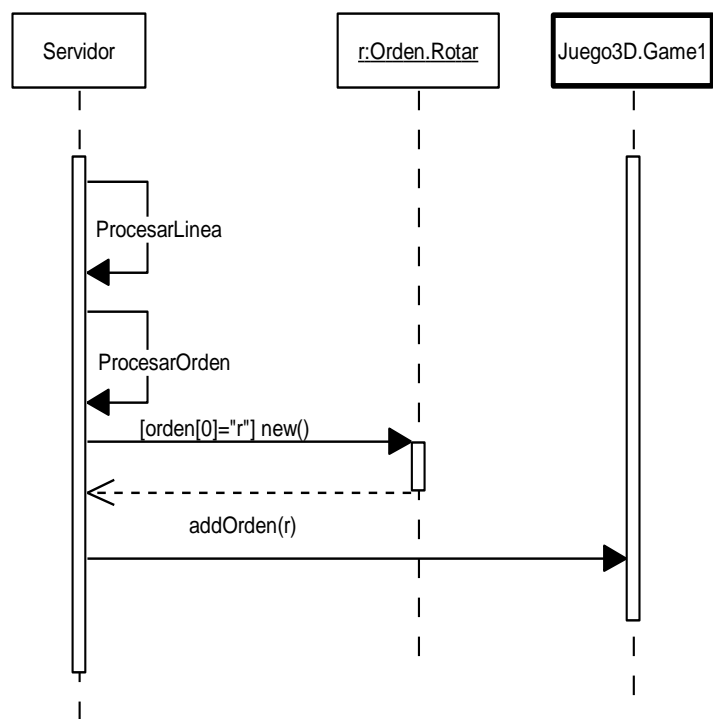 Servidor
r:Orden.Rotar
Juego3D.Game1
ProcesarLinea
ProcesarOrden
[orden[0]="r"] new()
addOrden(r)